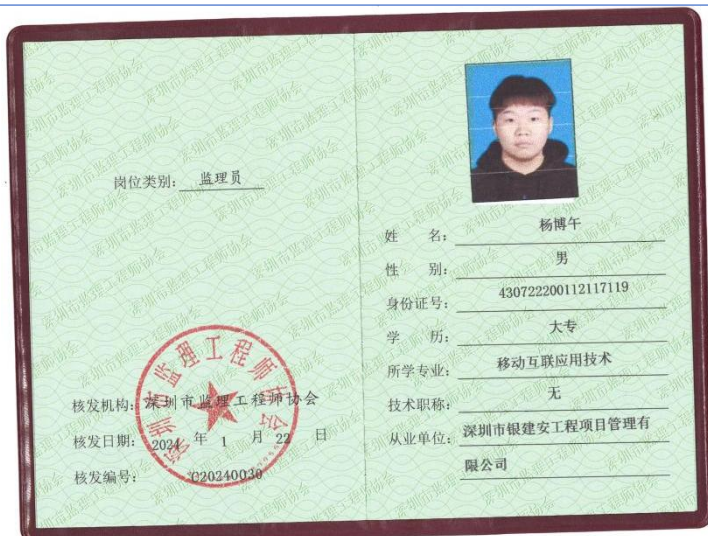 岗位类别: 监理员
核发机构: 深圳市监理工程师协会
核发日期: 2024 年 1 月 22 日
核发编号: C20240030
深圳市监理工程师协会
姓 名: 杨博午
性 别: 男
身份证号: 430722200112117119
学 历: 大专
所学专业: 移动互联应用技术
技术职称: 无
从业单位: 深圳市银建安工程项目管理有
限公司